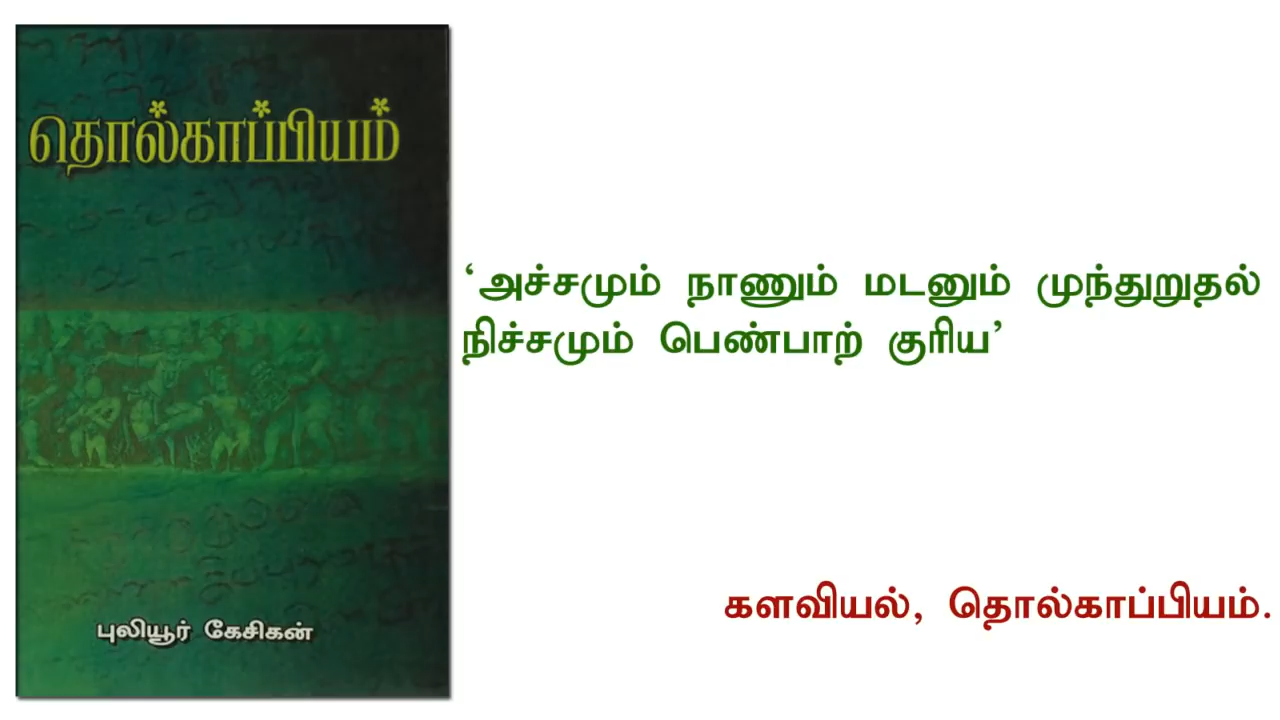 தொல்காப்பியம்
புலியூர் கேசிகன்
‘அச்சமும் நாணும் மடனும் முந்துறுதல்
நிச்சமும் பெண்பாற் குரிய’
களவியல், தொல்காப்பியம்.